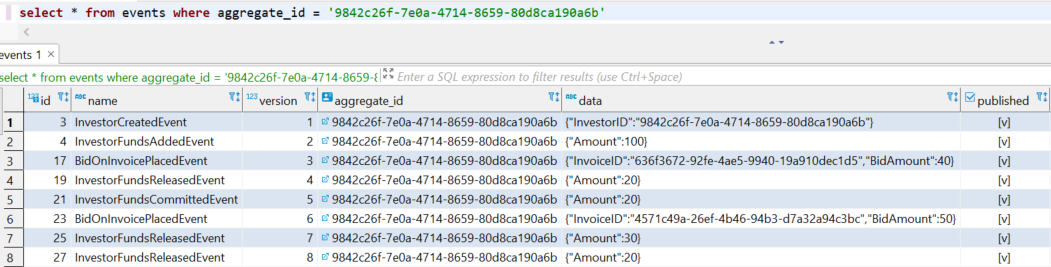 select * from events where aggregate_id = '9842c26f-7e0a-4714-8659-80d8ca190a6b'
events 1
select * from events where aggregate_id = '9842c26f-7e0a-4714-8659-8 Enter a SQL expression to filter results (use Ctrl+Space)
123 id ABC name 123 version aggregate_id ABC data published
1 3 InvestorCreatedEvent 1 9842c26f-7e0a-4714-8659-80d8ca190a6b {"InvestorID":"9842c26f-7e0a-4714-8659-80d8ca190a6b"} [v]
2 4 InvestorFundsAddedEvent 2 9842c26f-7e0a-4714-8659-80d8ca190a6b {"Amount":100} [v]
3 17 BidOnInvoicePlacedEvent 3 9842c26f-7e0a-4714-8659-80d8ca190a6b {"InvoiceID":"636f3672-92fe-4ae5-9940-19a910dec1d5","BidAmount":40} [v]
4 19 InvestorFundsReleasedEvent 4 9842c26f-7e0a-4714-8659-80d8ca190a6b {"Amount":20} [v]
5 21 InvestorFundsCommittedEvent 5 9842c26f-7e0a-4714-8659-80d8ca190a6b {"Amount":20} [v]
6 23 BidOnInvoicePlacedEvent 6 9842c26f-7e0a-4714-8659-80d8ca190a6b {"InvoiceID":"4571c49a-26ef-4b46-94b3-d7a32a94c3bc","BidAmount":50} [v]
7 25 InvestorFundsReleasedEvent 7 9842c26f-7e0a-4714-8659-80d8ca190a6b {"Amount":30} [v]
8 27 InvestorFundsReleasedEvent 8 9842c26f-7e0a-4714-8659-80d8ca190a6b {"Amount":20} [v]